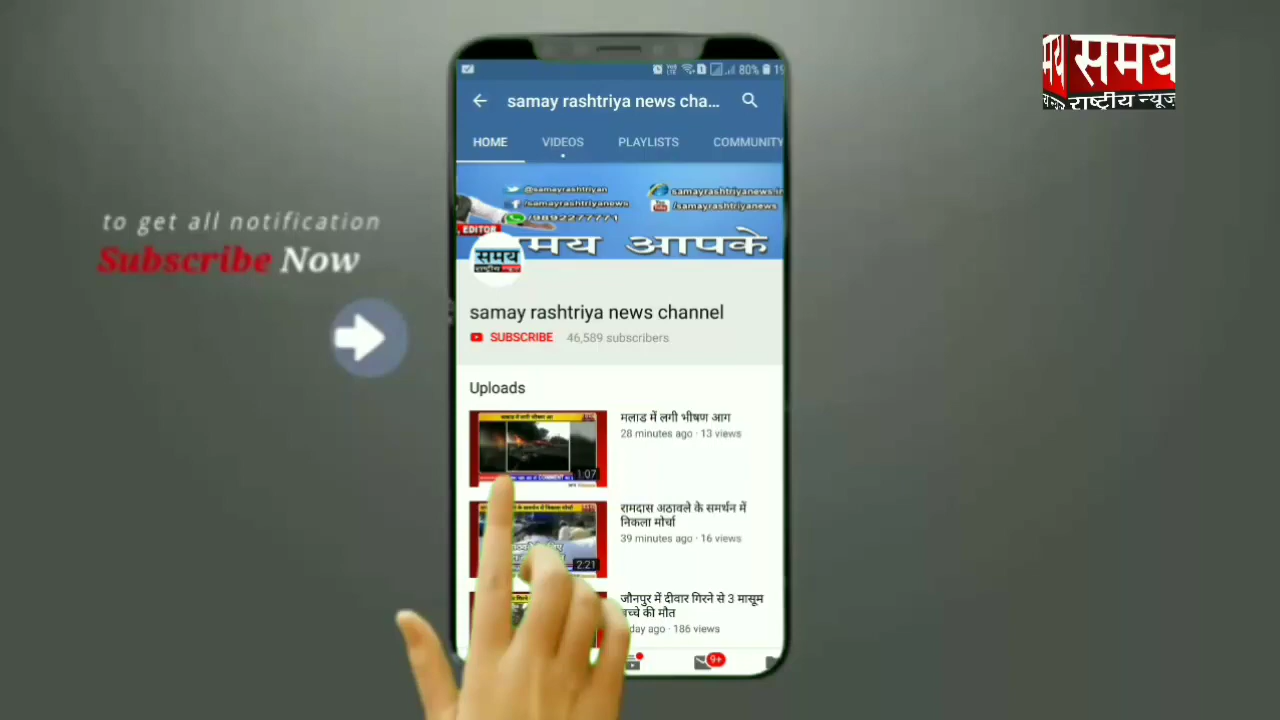 समय
राष्ट्रीय न्यूज़
to get all notification
Subscribe Now
80%
samay rashtriya news cha...
HOME VIDEOS PLAYLISTS COMMUNITY
@samayrashtriyan
/samayrashtriyanews
/9892277771
samayrashtriyanews.in
/samayrashtriyanews
EDITOR
समय आपके
समय
राष्ट्रीय न्यूज़
samay rashtriya news channel
SUBSCRIBE 46,589 subscribers
Uploads
मलाड में लगी भीषण आग
28 minutes ago · 13 views
1:07
रामदास अठावले के समर्थन में
निकला मोर्चा
39 minutes ago · 16 views
2:21
जौनपुर में दीवार गिरने से 3 मासूम
बच्चे की मौत
day ago · 186 views
9+